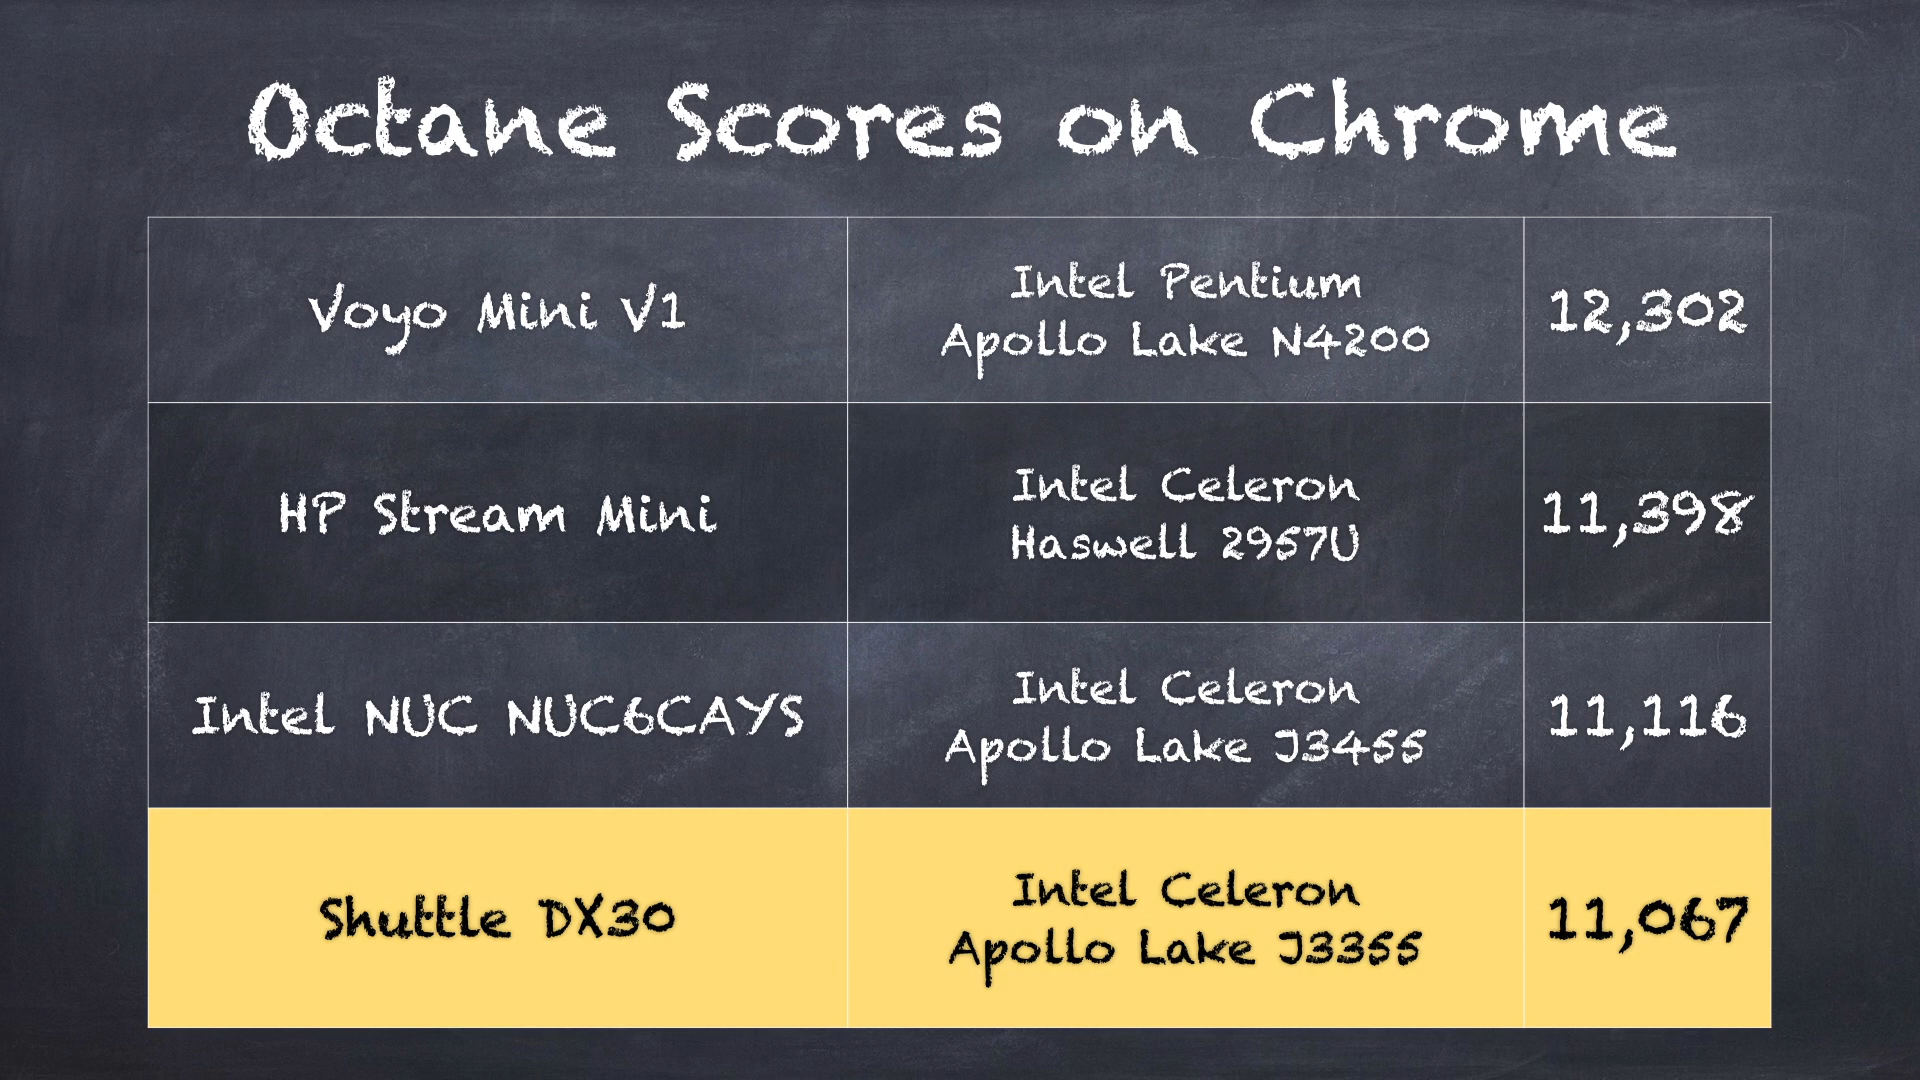 Octane Scores on Chrome
Voyo Mini V1
Intel Pentium
Apollo Lake N4200
12,302
HP Stream Mini
Intel Celeron
Haswell 2957U
11,398
Intel NUC NUC6CAYS
Intel Celeron
Apollo Lake J3455
11,116
Shuttle DX30
Intel Celeron
Apollo Lake J3355
11,067